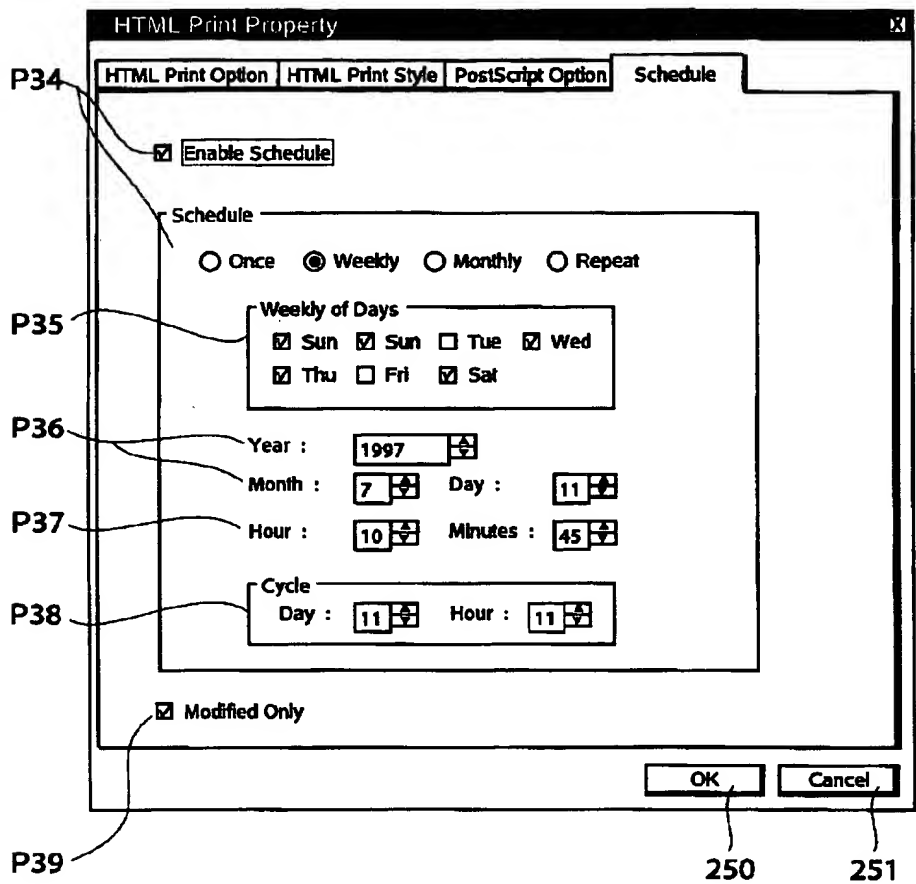 HTML Print Property X
HTML Print Option HTML Print Style PostScript Option Schedule
P34
Enable Schedule
Schedule
Once Weekly Monthly Repeat
P35
Weekly of Days
Sun Sun Tue Wed
Thu Fri Sat
P36
Year : 1997
Month : 7 Day : 11
P37
Hour : 10 Minutes : 45
Cycle
P38
Day : 11 Hour : 11
Modified Only
OK Cancel
P39
250 251